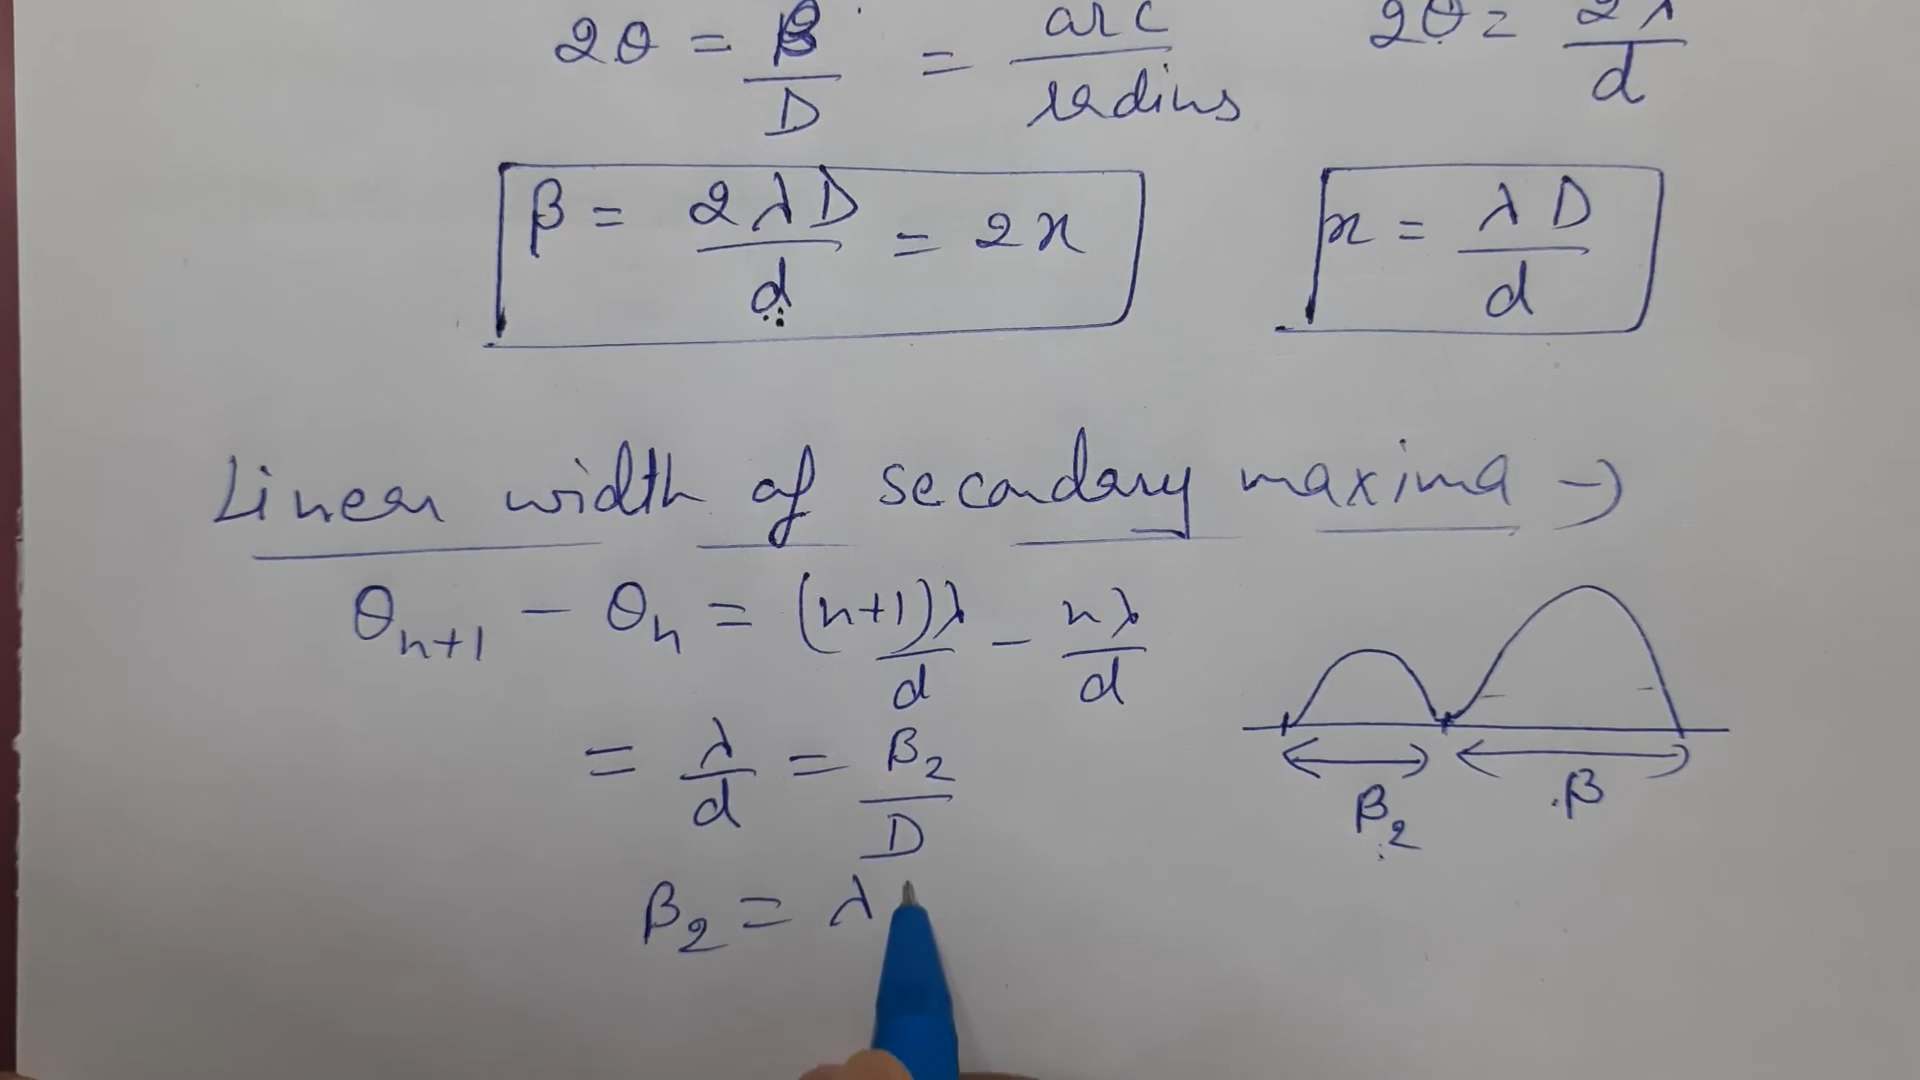 2θ = β/D = arc/radius 2θ = 2λ/d
β = 2λD/d = 2x x = λD/d
Linear width of secondary maxima →
θn+1 − θn = (n+1)λ/d − nλ/d
= λ/d = β2/D
β2 β
β2 = λ